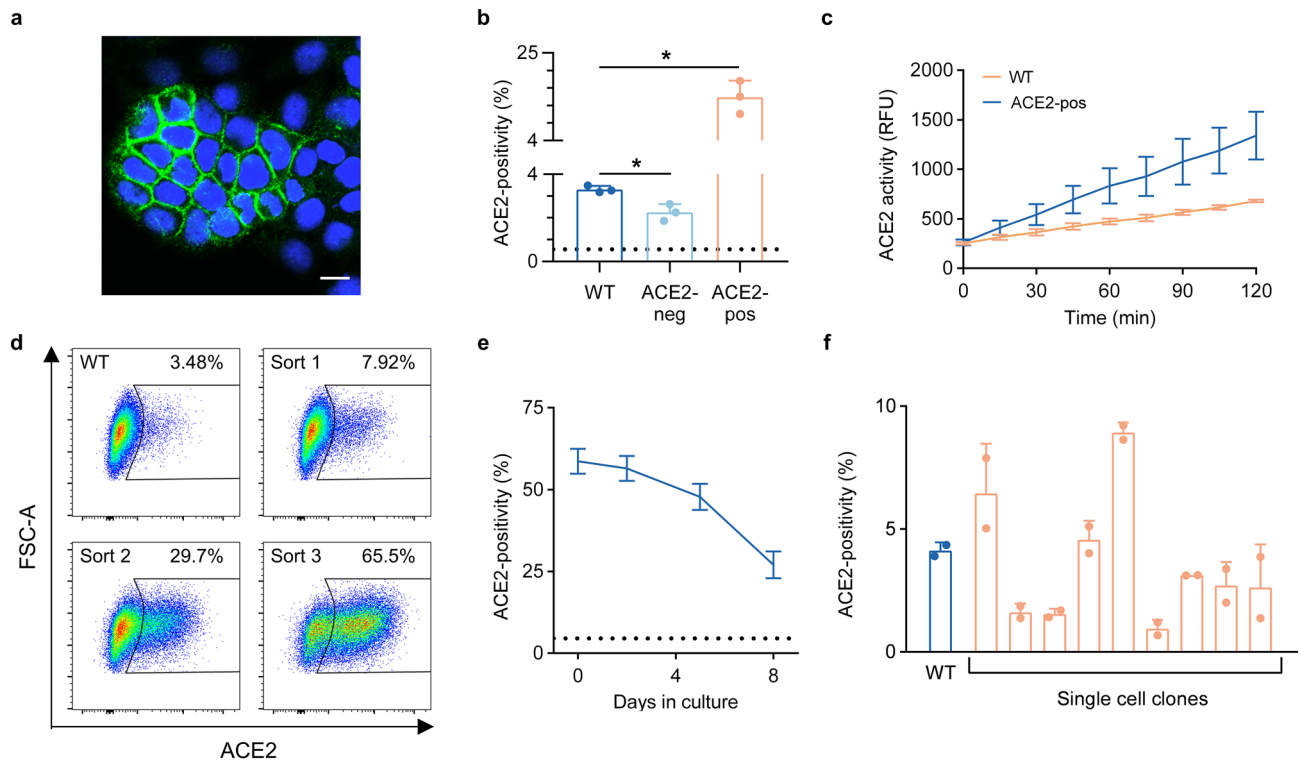 a
b
ACE2-positivity (%)
25
4
4
2
0
*
*
WT
ACE2-
neg
ACE2-
pos
c
ACE2 activity (RFU)
2000
1500
1000
500
0
WT
ACE2-pos
0
30
60
90
120
Time (min)
d
FSC-A
WT
3.48%
Sort 1
7.92%
Sort 2
29.7%
Sort 3
65.5%
ACE2
e
ACE2-positivity (%)
75
50
25
0
0
4
8
Days in culture
f
ACE2-positivity (%)
10
5
0
WT
Single cell clones